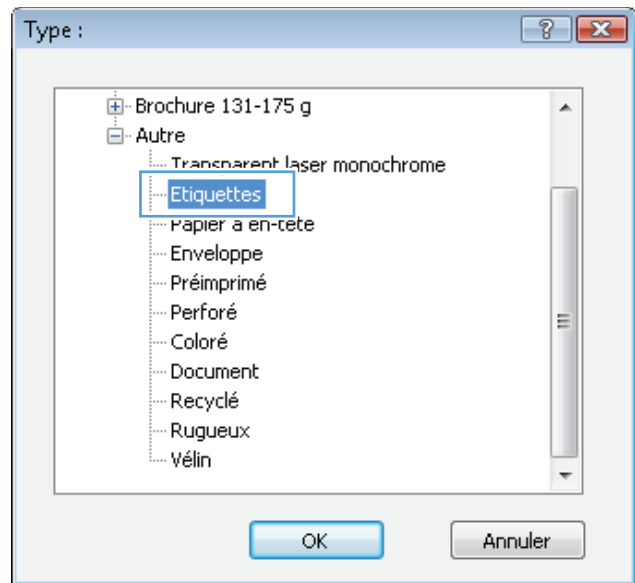 Type :
Brochure 131-175 g
Autre
Transparent laser monochrome
Etiquettes
Papier à en-tête
Enveloppe
Préimprimé
Perforé
Coloré
Document
Recyclé
Rugueux
Vélin
OK Annuler